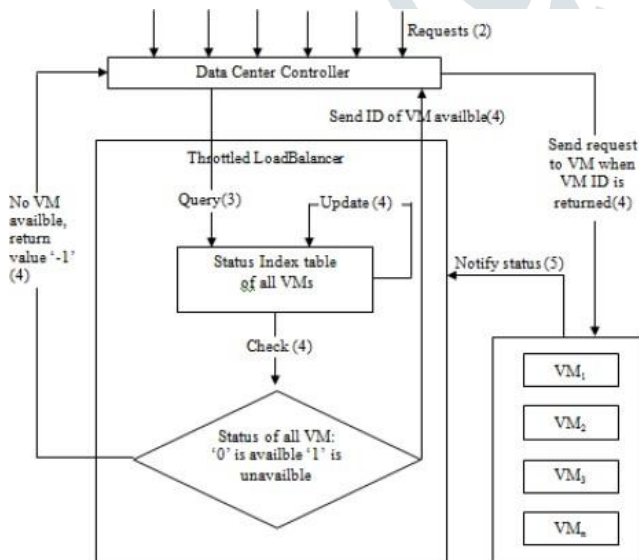 Requests (2)
Data Center Controller
Send ID of VM availble(4)
Throttled LoadBalancer
Send request
to VM when
VM ID is
returned(4)
No VM
availble,
return
value ‘-1’
(4)
Query(3)
Update (4)
Status Index table
of all VMs
Notify status (5)
Check (4)
Status of all VM:
‘0’ is availble ‘1’ is
unavailble
VM₁
VM₂
VM₃
VMₙ